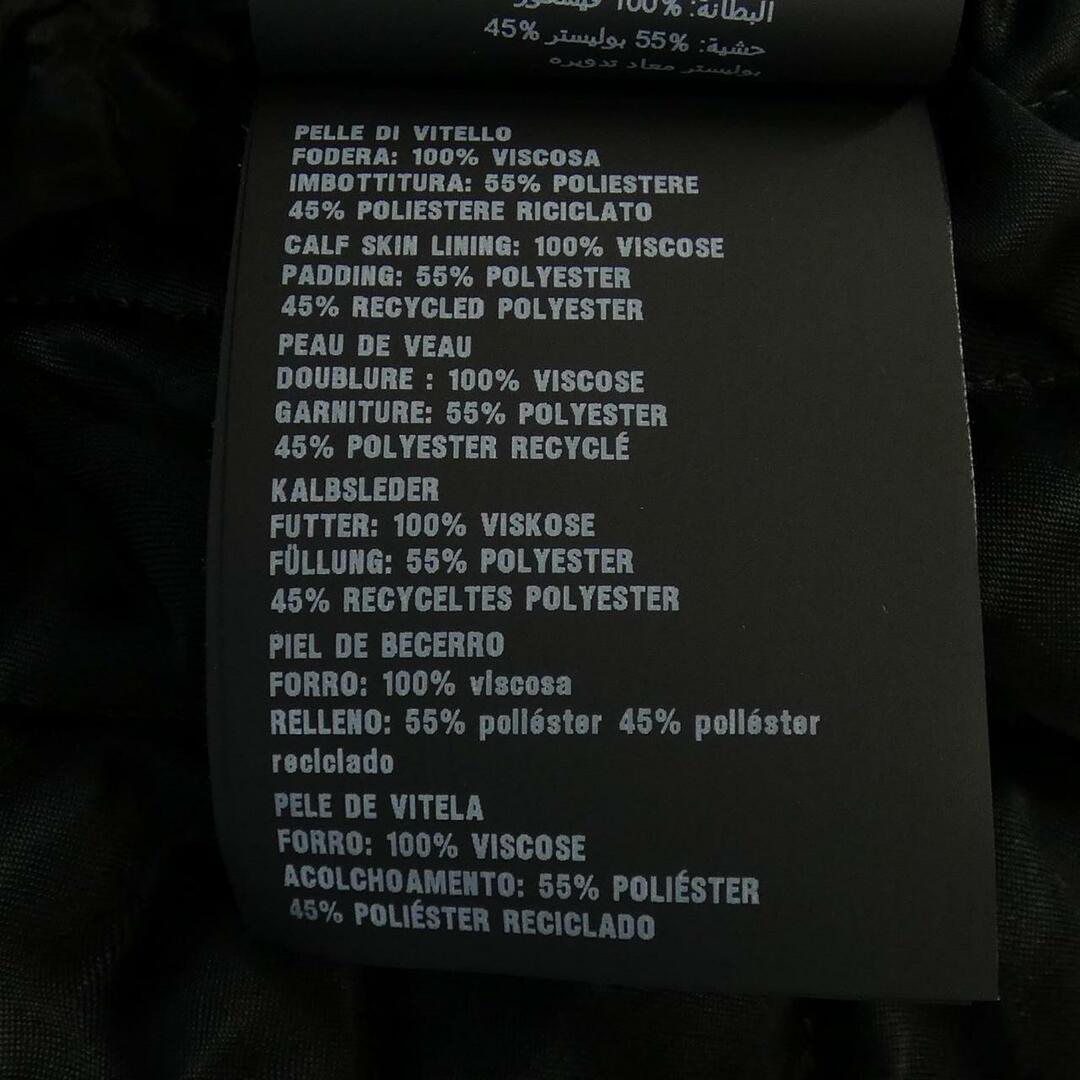 البطانة: 100%
حشية: 55% بوليستر 45%
بوليستر معاد تدويره
PELLE DI VITELLO
FODERA: 100% VISCOSA
IMBOTTITURA: 55% POLIESTERE
45% POLIESTERE RICICLATO
CALF SKIN LINING: 100% VISCOSE
PADDING: 55% POLYESTER
45% RECYCLED POLYESTER
PEAU DE VEAU
DOUBLURE : 100% VISCOSE
GARNITURE: 55% POLYESTER
45% POLYESTER RECYCLÉ
KALBSLEDER
FUTTER: 100% VISKOSE
FÜLLUNG: 55% POLYESTER
45% RECYCELTES POLYESTER
PIEL DE BECERRO
FORRO: 100% viscosa
RELLENO: 55% poliéster 45% poliéster
reciclado
PELE DE VITELA
FORRO: 100% VISCOSE
ACOLCHOAMENTO: 55% POLIÉSTER
45% POLIÉSTER RECICLADO